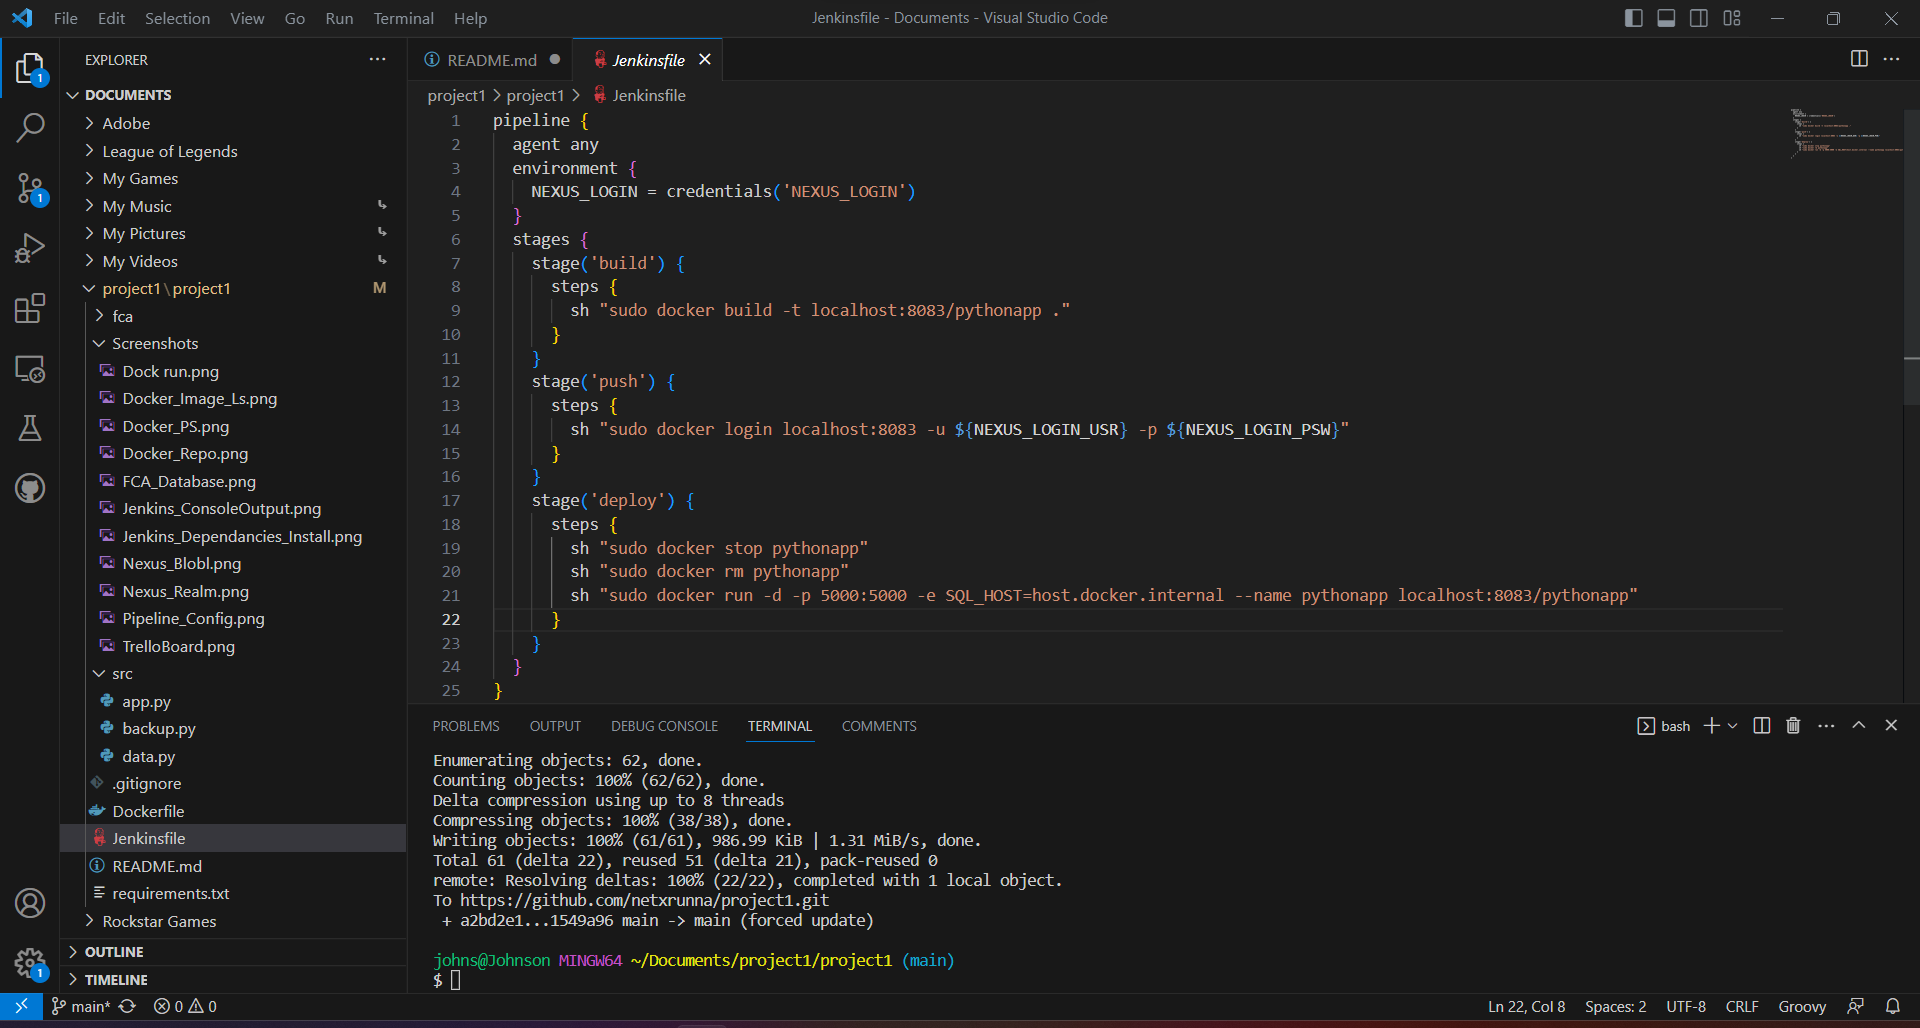 File Edit Selection View Go Run Terminal Help
Jenkinsfile - Documents - Visual Studio Code
EXPLORER
DOCUMENTS
Adobe
League of Legends
My Games
My Music
My Pictures
My Videos
project1\project1 M
fca
Screenshots
Dock run.png
Docker_Image_Ls.png
Docker_PS.png
Docker_Repo.png
FCA_Database.png
Jenkins_ConsoleOutput.png
Jenkins_Dependancies_Install.png
Nexus_Blobl.png
Nexus_Realm.png
Pipeline_Config.png
TrelloBoard.png
src
app.py
backup.py
data.py
.gitignore
Dockerfile
Jenkinsfile
README.md
requirements.txt
Rockstar Games
OUTLINE
TIMELINE
1
1
1
README.md
Jenkinsfile
project1 > project1 > Jenkinsfile
1 pipeline {
2 agent any
3 environment {
4 NEXUS_LOGIN = credentials('NEXUS_LOGIN')
5 }
6 stages {
7 stage('build') {
8 steps {
9 sh "sudo docker build -t localhost:8083/pythonapp ."
10 }
11 }
12 stage('push') {
13 steps {
14 sh "sudo docker login localhost:8083 -u ${NEXUS_LOGIN_USR} -p ${NEXUS_LOGIN_PSW}"
15 }
16 }
17 stage('deploy') {
18 steps {
19 sh "sudo docker stop pythonapp"
20 sh "sudo docker rm pythonapp"
21 sh "sudo docker run -d -p 5000:5000 -e SQL_HOST=host.docker.internal --name pythonapp localhost:8083/pythonapp"
22 }
23 }
24 }
25 }
PROBLEMS OUTPUT DEBUG CONSOLE TERMINAL COMMENTS
bash
Enumerating objects: 62, done.
Counting objects: 100% (62/62), done.
Delta compression using up to 8 threads
Compressing objects: 100% (38/38), done.
Writing objects: 100% (61/61), 986.99 KiB | 1.31 MiB/s, done.
Total 61 (delta 22), reused 51 (delta 21), pack-reused 0
remote: Resolving deltas: 100% (22/22), completed with 1 local object.
To https://github.com/netxrunna/project1.git
+ a2bd2e1...1549a96 main -> main (forced update)
johns@Johnson MINGW64 ~/Documents/project1/project1 (main)
$
main* 0 0
Ln 22, Col 8 Spaces: 2 UTF-8 CRLF Groovy